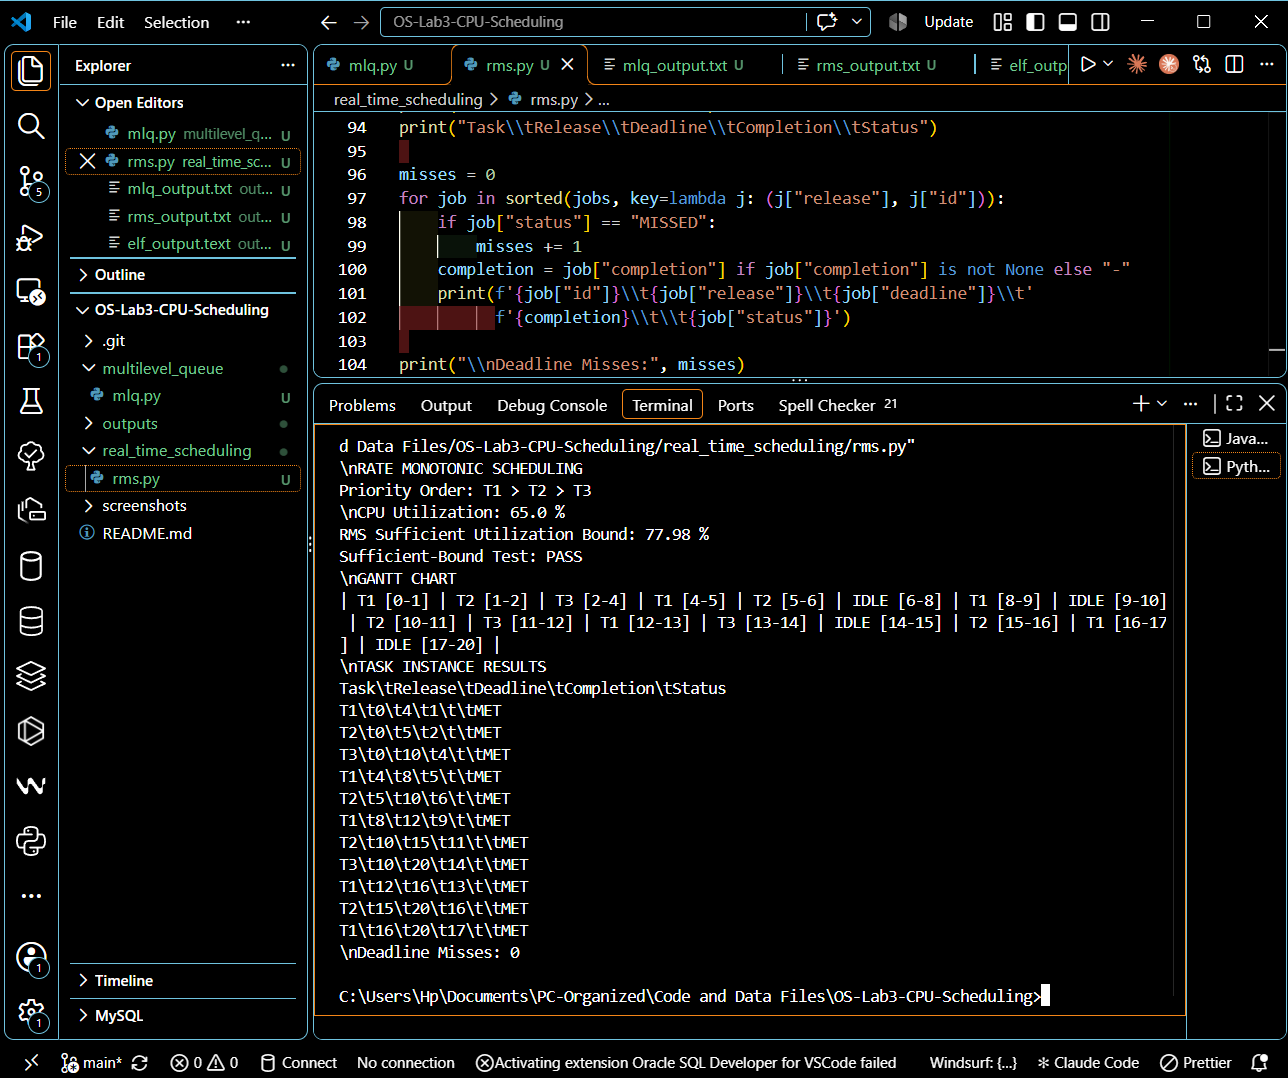 File Edit Selection ··· OS-Lab3-CPU-Scheduling Update
Explorer
Open Editors
mlq.py multilevel_q... U
rms.py real_time_sc... U
mlq_output.txt out... U
rms_output.txt out... U
elf_output.text out... U
Outline
OS-Lab3-CPU-Scheduling
.git
multilevel_queue
mlq.py U
outputs
real_time_scheduling
rms.py U
screenshots
README.md
Timeline
MySQL
5
1
1
1
mlq.py U rms.py U mlq_output.txt U rms_output.txt U elf_outp
real_time_scheduling > rms.py > ...
94 print("Task\\tRelease\\tDeadline\\tCompletion\\tStatus")
95
96 misses = 0
97 for job in sorted(jobs, key=lambda j: (j["release"], j["id"])):
98 if job["status"] == "MISSED":
99 misses += 1
100 completion = job["completion"] if job["completion"] is not None else "-"
101 print(f'{job["id"]}\\t{job["release"]}\\t{job["deadline"]}\\t'
102 f'{completion}\\t\\t{job["status"]}')
103
104 print("\\nDeadline Misses:", misses)
Problems Output Debug Console Terminal Ports Spell Checker 21
Java...
Pyth...
d Data Files/OS-Lab3-CPU-Scheduling/real_time_scheduling/rms.py"
\nRATE MONOTONIC SCHEDULING
Priority Order: T1 > T2 > T3
\nCPU Utilization: 65.0 %
RMS Sufficient Utilization Bound: 77.98 %
Sufficient-Bound Test: PASS
\nGANTT CHART
| T1 [0-1] | T2 [1-2] | T3 [2-4] | T1 [4-5] | T2 [5-6] | IDLE [6-8] | T1 [8-9] | IDLE [9-10]
| T2 [10-11] | T3 [11-12] | T1 [12-13] | T3 [13-14] | IDLE [14-15] | T2 [15-16] | T1 [16-17
] | IDLE [17-20] |
\nTASK INSTANCE RESULTS
Task\tRelease\tDeadline\tCompletion\tStatus
T1\t0\t4\t1\t\tMET
T2\t0\t5\t2\t\tMET
T3\t0\t10\t4\t\tMET
T1\t4\t8\t5\t\tMET
T2\t5\t10\t6\t\tMET
T1\t8\t12\t9\t\tMET
T2\t10\t15\t11\t\tMET
T3\t10\t20\t14\t\tMET
T1\t12\t16\t13\t\tMET
T2\t15\t20\t16\t\tMET
T1\t16\t20\t17\t\tMET
\nDeadline Misses: 0
C:\Users\Hp\Documents\PC-Organized\Code and Data Files\OS-Lab3-CPU-Scheduling>
main* 0 0 Connect No connection Activating extension Oracle SQL Developer for VSCode failed Windsurf: {...} Claude Code Prettier